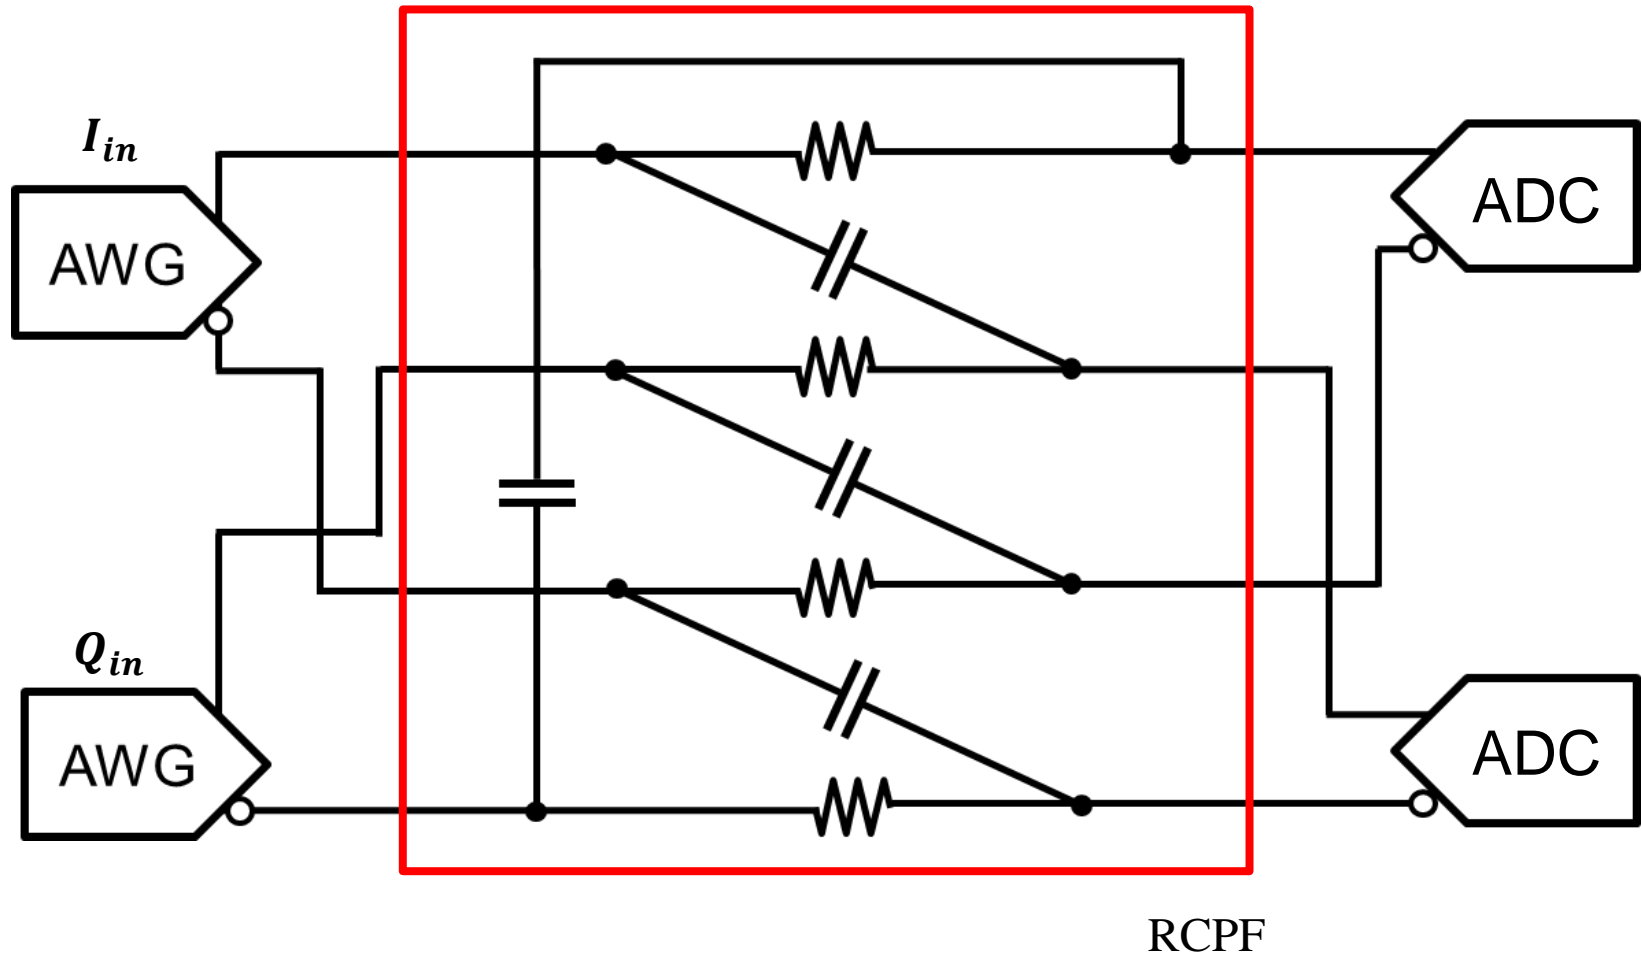 I_in
AWG
ADC
Q_in
AWG
ADC
RCPF